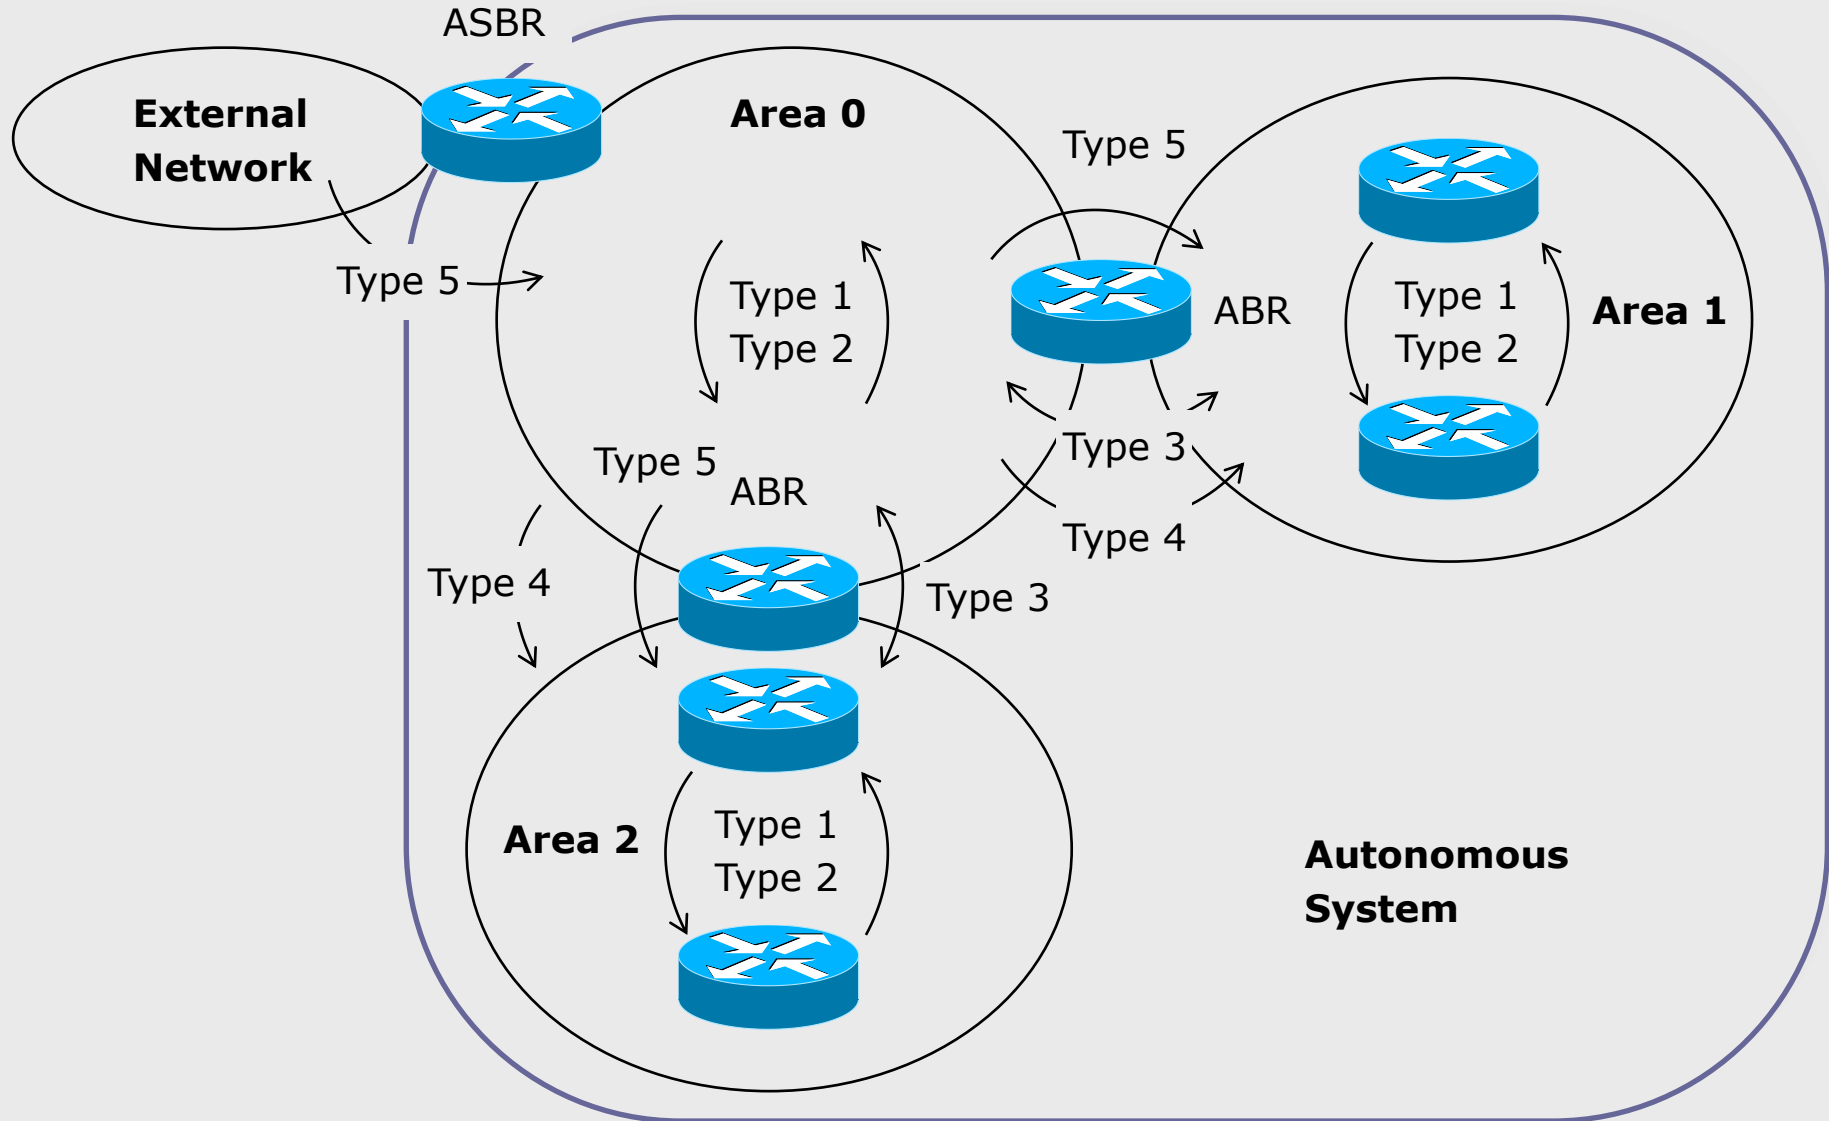 ASBR
External
Network
Area 0
Type 5
Type 5
Type 1
Type 2
ABR
Type 1
Type 2
Area 1
Type 3
Type 5
ABR
Type 4
Type 4
Type 3
Area 2
Type 1
Type 2
Autonomous
System